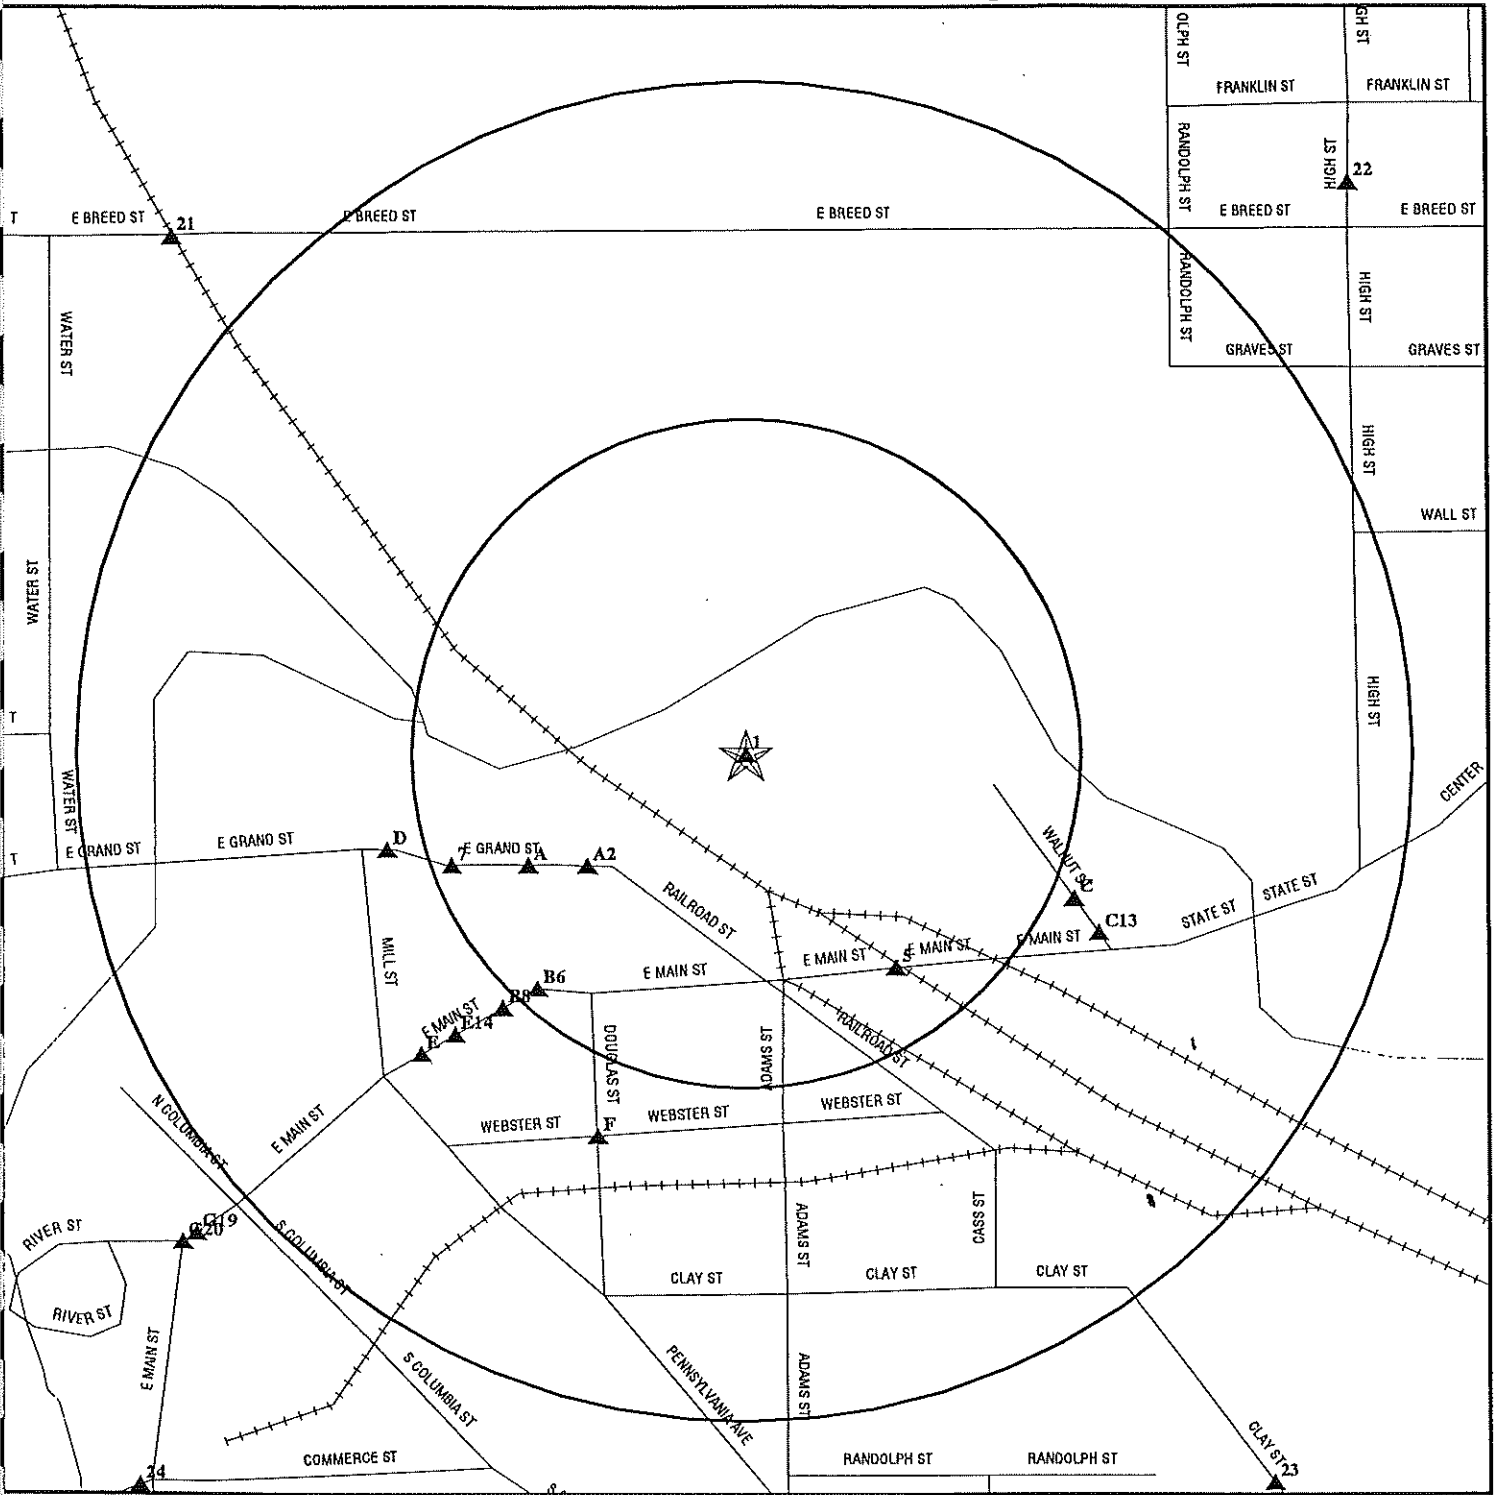 OLPH ST
GH ST
FRANKLIN ST
FRANKLIN ST
RANDOLPH ST
HIGH ST
22
T
E BREED ST
21
E BREED ST
E BREED ST
E BREED ST
E BREED ST
RANDOLPH ST
HIGH ST
WATER ST
GRAVES ST
GRAVES ST
HIGH ST
WALL ST
WATER ST
HIGH ST
T
1
WATER ST
CENTER
T
E GRAND ST
E GRAND ST
D
7
E GRAND ST
A
A2
WALNUT ST
C
C13
RAILROAD ST
STATE ST
STATE ST
MILL ST
B6
E MAIN ST
E MAIN ST
S
E MAIN ST
E MAIN ST
B8
E MAIN ST
E14
E
DOUGLAS ST
ADAMS ST
RAILROAD ST
N COLUMBIA ST
E MAIN ST
WEBSTER ST
F
WEBSTER ST
WEBSTER ST
RIVER ST
G19
G20
S COLUMBIA ST
ADAMS ST
CASS ST
CLAY ST
CLAY ST
CLAY ST
RIVER ST
E MAIN ST
S COLUMBIA ST
PENNSYLVANIA AVE
ADAMS ST
CLAY ST
COMMERCE ST
RANDOLPH ST
RANDOLPH ST
24
23